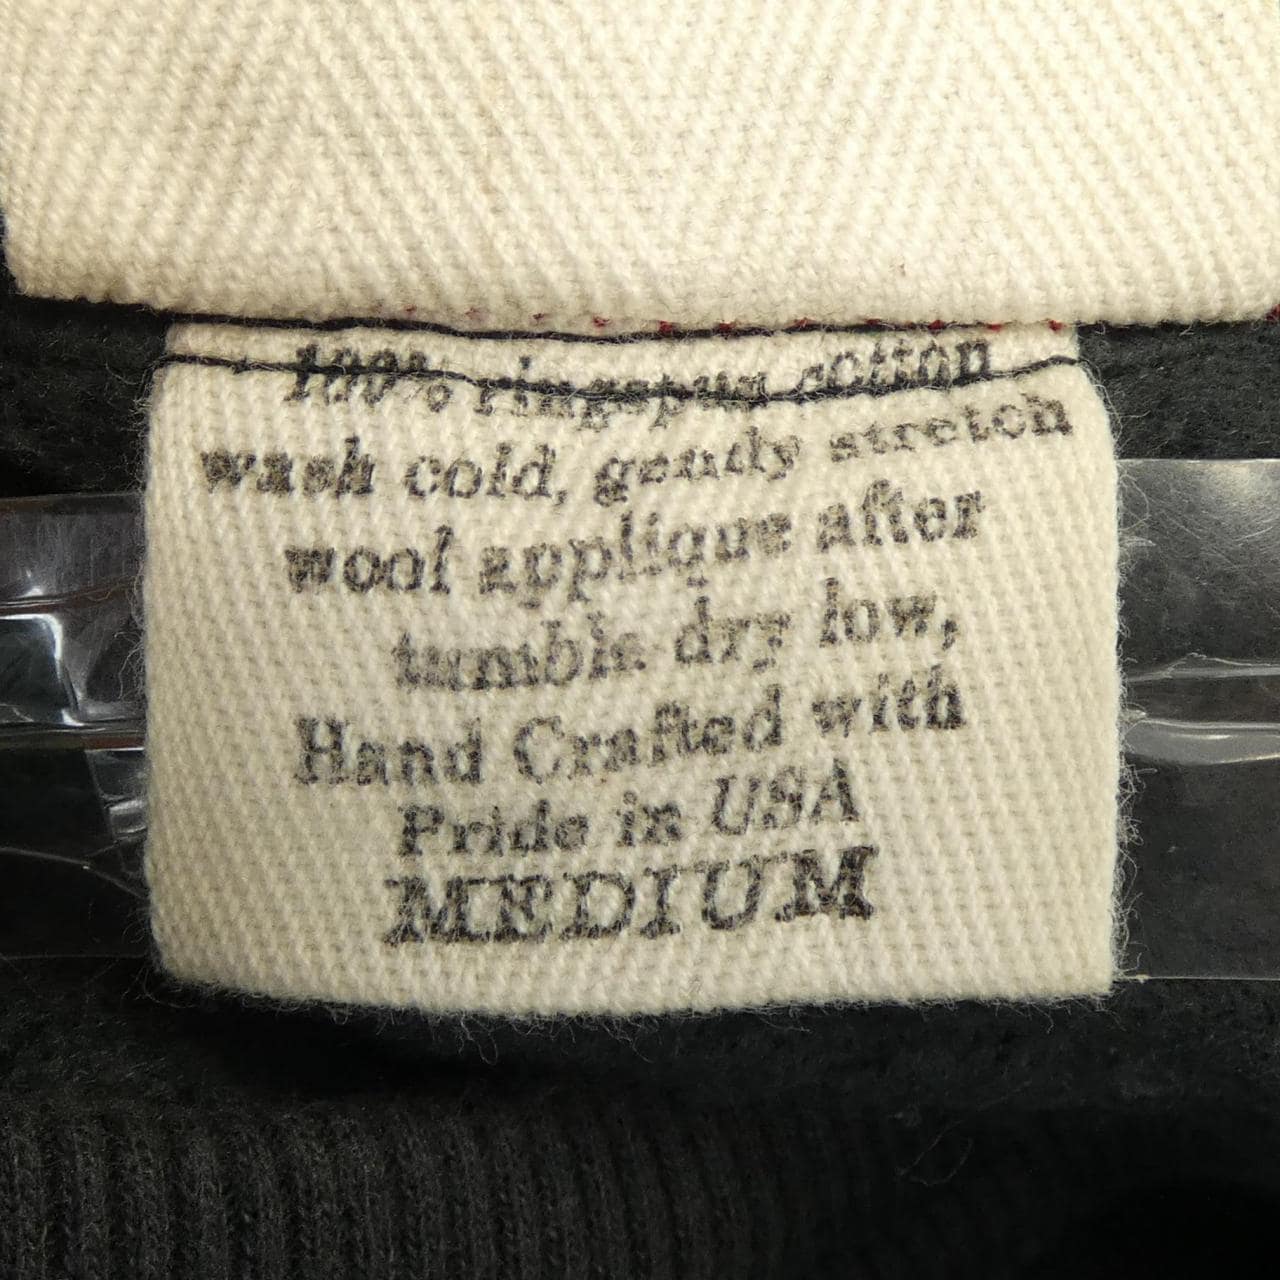 100% ringspun cotton
wash cold, gently stretch
wool applique after
tumble dry low,
Hand Crafted with
Pride in USA
MEDIUM